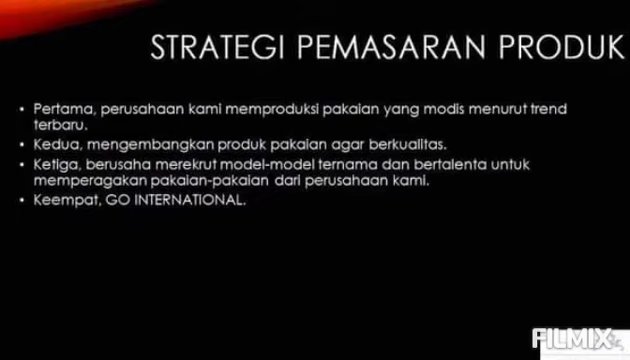 STRATEGI PEMASARAN PRODUK
• Pertama, perusahaan kami memproduksi pakaian yang modis menurut trend
terbaru.
• Kedua, mengembangkan produk pakaian agar berkualitas.
• Ketiga, berusaha merekrut model-model ternama dan bertalenta untuk
memperagakan pakaian-pakaian dari perusahaan kami.
• Keempat, GO INTERNATIONAL.
FILMIX